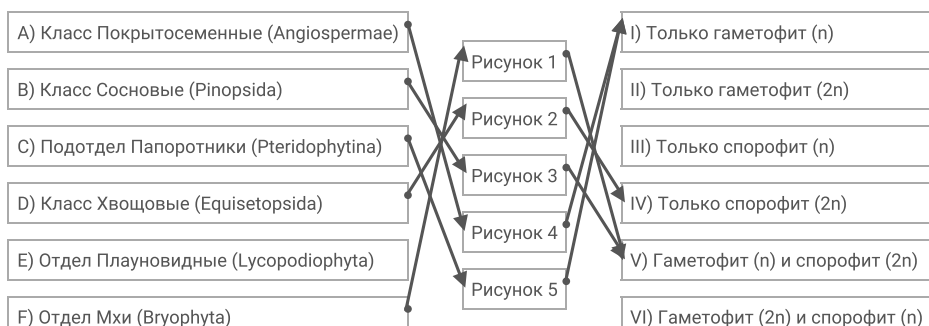 A) Класс Покрытосеменные (Angiospermae)
B) Класс Сосновые (Pinopsida)
C) Подотдел Папоротники (Pteridophytina)
D) Класс Хвощовые (Equisetopsida)
E) Отдел Плауновидные (Lycopodiophyta)
F) Отдел Мхи (Bryophyta)
Рисунок 1
Рисунок 2
Рисунок 3
Рисунок 4
Рисунок 5
I) Только гаметофит (n)
II) Только гаметофит (2n)
III) Только спорофит (n)
IV) Только спорофит (2n)
V) Гаметофит (n) и спорофит (2n)
VI) Гаметофит (2n) и спорофит (n)